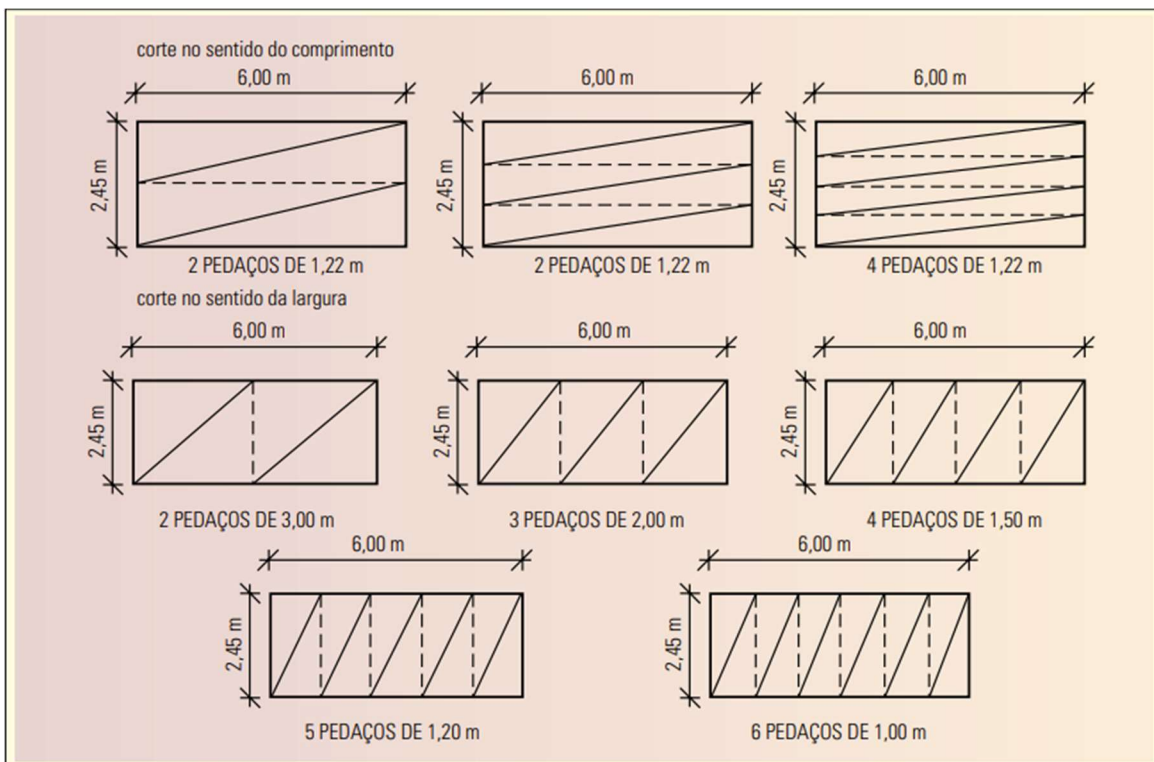 corte no sentido do comprimento
6,00 m 6,00 m 6,00 m
2,45 m 2,45 m 2,45 m
2 PEDAÇOS DE 1,22 m 2 PEDAÇOS DE 1,22 m 4 PEDAÇOS DE 1,22 m
corte no sentido da largura
6,00 m 6,00 m 6,00 m
2,45 m 2,45 m 2,45 m
2 PEDAÇOS DE 3,00 m 3 PEDAÇOS DE 2,00 m 4 PEDAÇOS DE 1,50 m
6,00 m 6,00 m
2,45 m 2,45 m
5 PEDAÇOS DE 1,20 m 6 PEDAÇOS DE 1,00 m